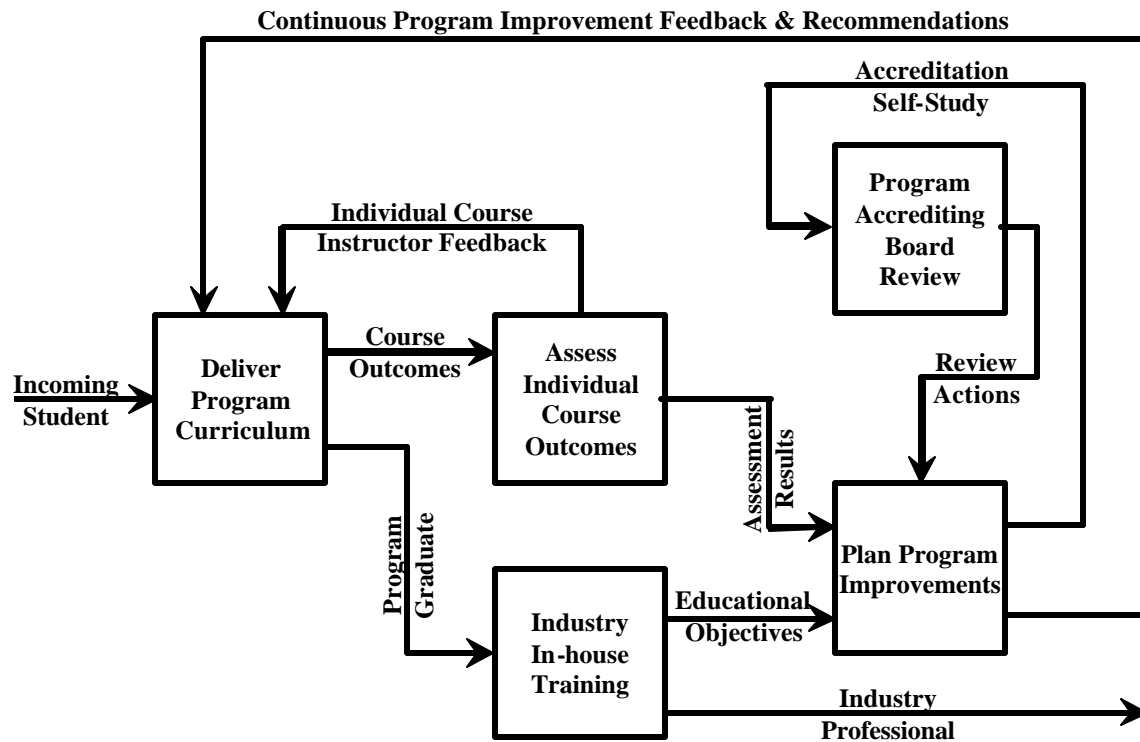 Continuous Program Improvement Feedback & Recommendations
Accreditation
Self-Study
Program
Accrediting
Board
Review
Individual Course
Instructor Feedback
Course
Outcomes
Assess
Individual
Course
Outcomes
Review
Actions
Incoming
Student
Deliver
Program
Curriculum
Assessment
Results
Program
Graduate
Plan Program
Improvements
Educational
Objectives
Industry
In-house
Training
Industry
Professional